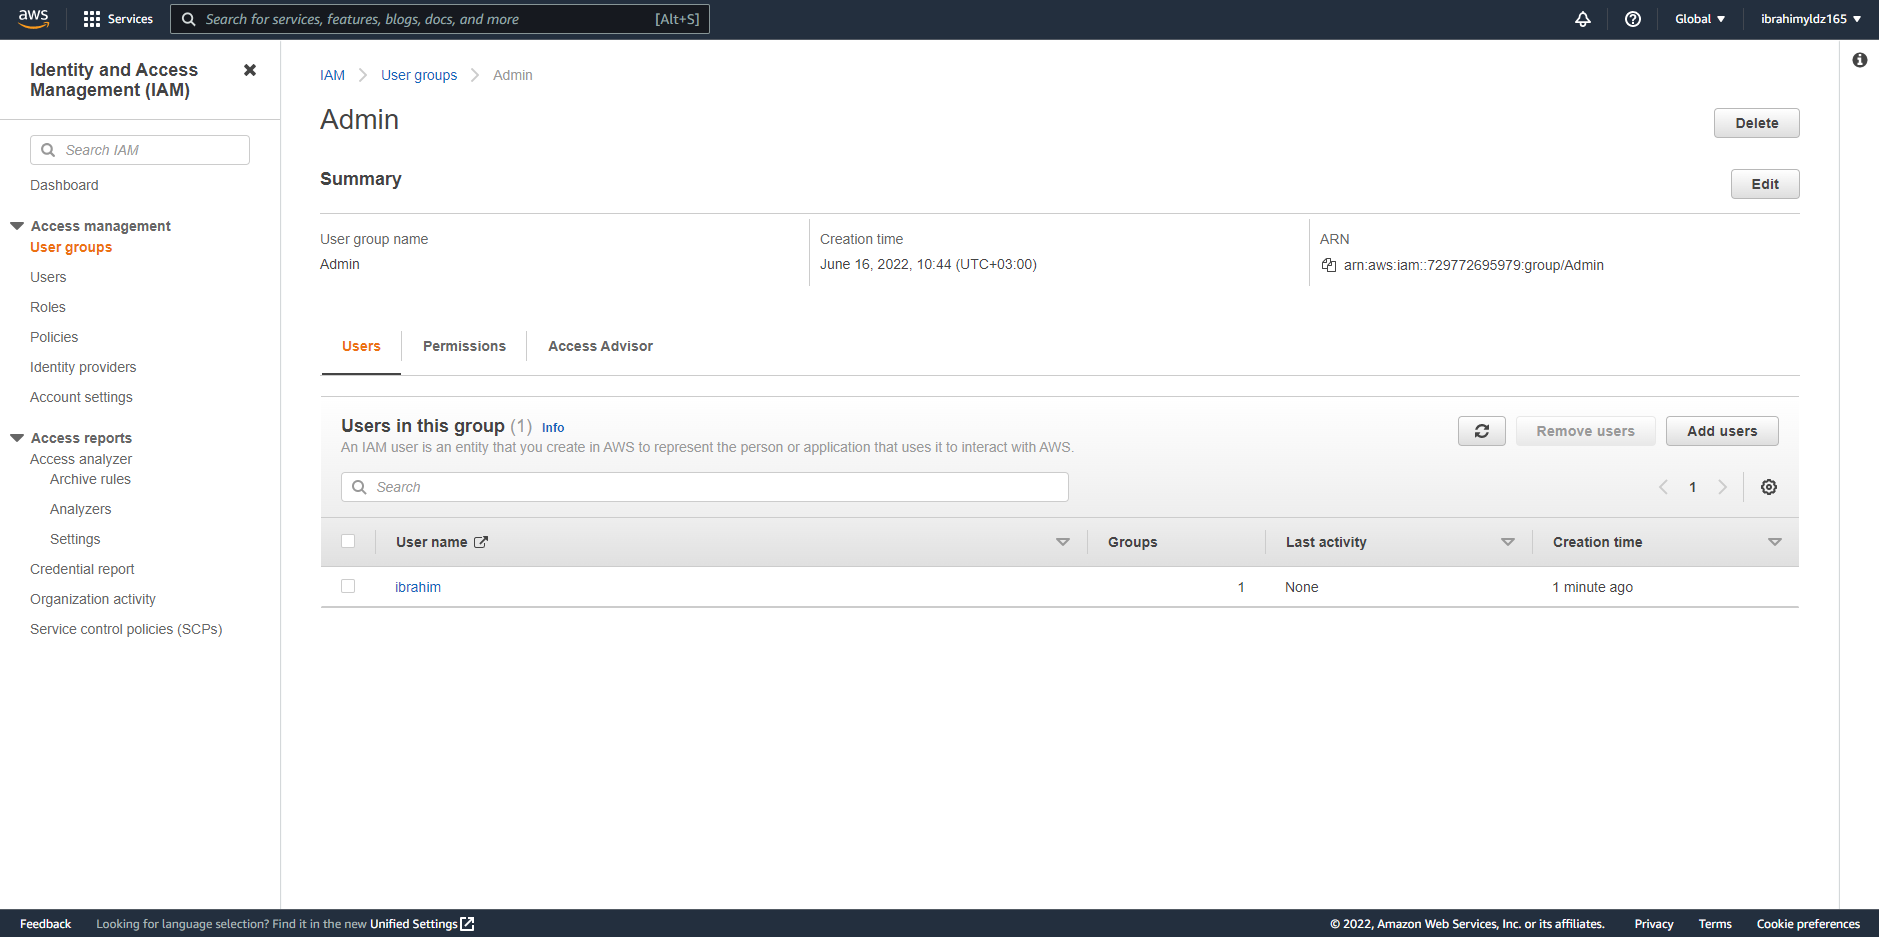 aws
Services
Search for services, features, blogs, docs, and more
[Alt+S]
Global
ibrahimyldz165
Identity and Access
Management (IAM)
Search IAM
Dashboard
Access management
User groups
Users
Roles
Policies
Identity providers
Account settings
Access reports
Access analyzer
Archive rules
Analyzers
Settings
Credential report
Organization activity
Service control policies (SCPs)
IAM
User groups
Admin
Admin
Delete
Summary
Edit
User group name
Admin
Creation time
June 16, 2022, 10:44 (UTC+03:00)
ARN
arn:aws:iam::729772695979:group/Admin
Users
Permissions
Access Advisor
Users in this group (1) Info
An IAM user is an entity that you create in AWS to represent the person or application that uses it to interact with AWS.
Remove users
Add users
Search
1
User name
Groups
Last activity
Creation time
ibrahim
1
None
1 minute ago
Feedback
Looking for language selection? Find it in the new Unified Settings
© 2022, Amazon Web Services, Inc. or its affiliates.
Privacy
Terms
Cookie preferences